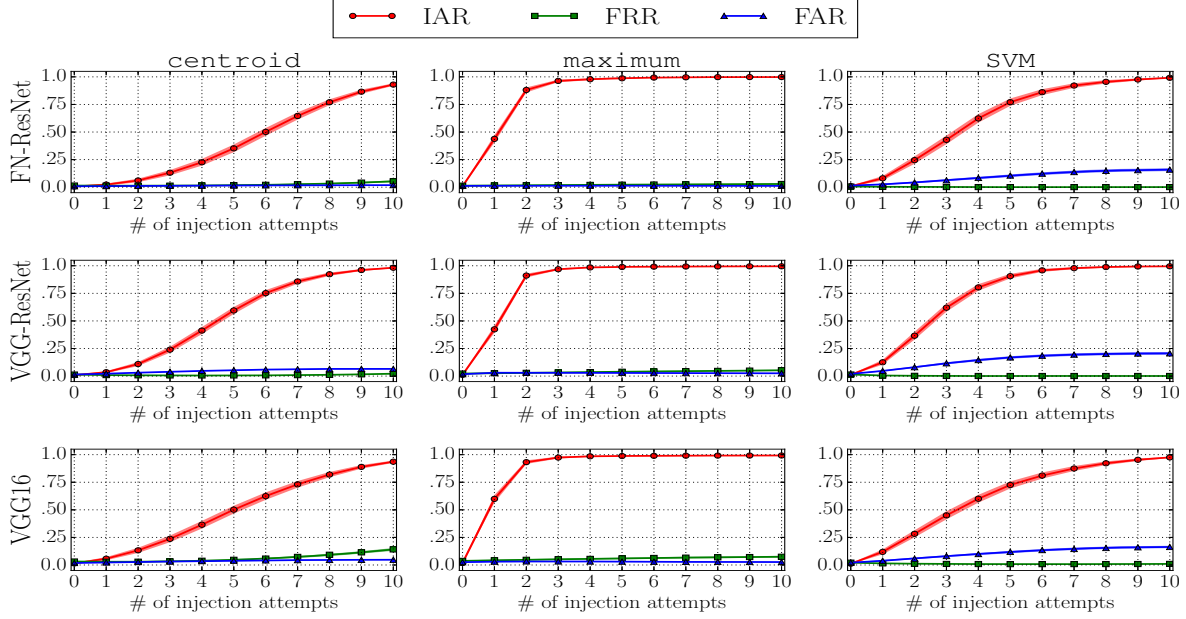 IAR FRR FAR
centroid maximum SVM
FN-ResNet
1.0 1.0 1.0
.75 .75 .75
.50 .50 .50
.25 .25 .25
0.0 0.0 0.0
0 1 2 3 4 5 6 7 8 9 10 0 1 2 3 4 5 6 7 8 9 10 0 1 2 3 4 5 6 7 8 9 10
# of injection attempts # of injection attempts # of injection attempts
VGG-ResNet
1.0 1.0 1.0
.75 .75 .75
.50 .50 .50
.25 .25 .25
0.0 0.0 0.0
0 1 2 3 4 5 6 7 8 9 10 0 1 2 3 4 5 6 7 8 9 10 0 1 2 3 4 5 6 7 8 9 10
# of injection attempts # of injection attempts # of injection attempts
VGG16
1.0 1.0 1.0
.75 .75 .75
.50 .50 .50
.25 .25 .25
0.0 0.0 0.0
0 1 2 3 4 5 6 7 8 9 10 0 1 2 3 4 5 6 7 8 9 10 0 1 2 3 4 5 6 7 8 9 10
# of injection attempts # of injection attempts # of injection attempts